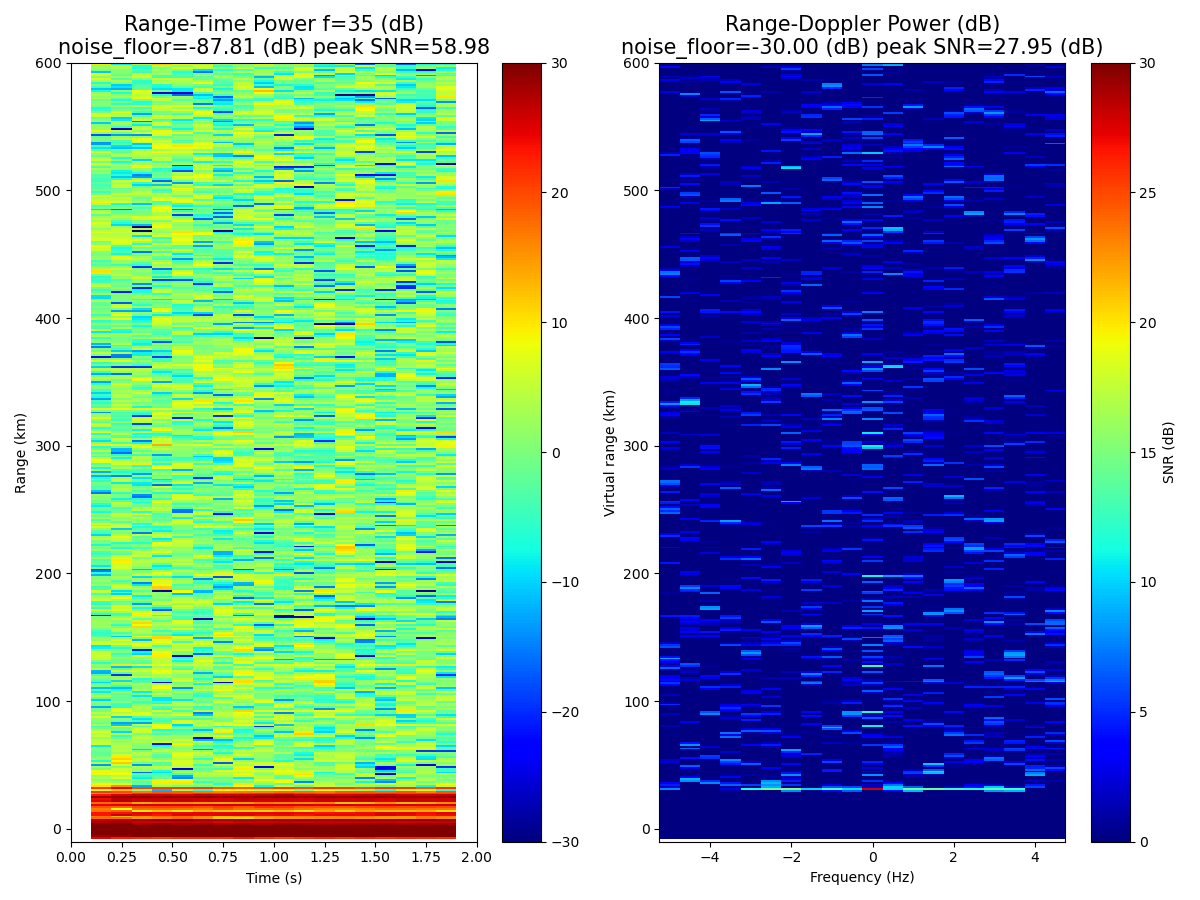 Range-Time Power f=35 (dB)
noise_floor=-87.81 (dB) peak SNR=58.98
600
500
400
300
200
100
0
Range (km)
0.00 0.25 0.50 0.75 1.00 1.25 1.50 1.75 2.00
Time (s)
30
20
10
0
−10
−20
−30
Range-Doppler Power (dB)
noise_floor=-30.00 (dB) peak SNR=27.95 (dB)
600
500
400
300
200
100
0
Virtual range (km)
−4 −2 0 2 4
Frequency (Hz)
30
25
20
15
10
5
0
SNR (dB)